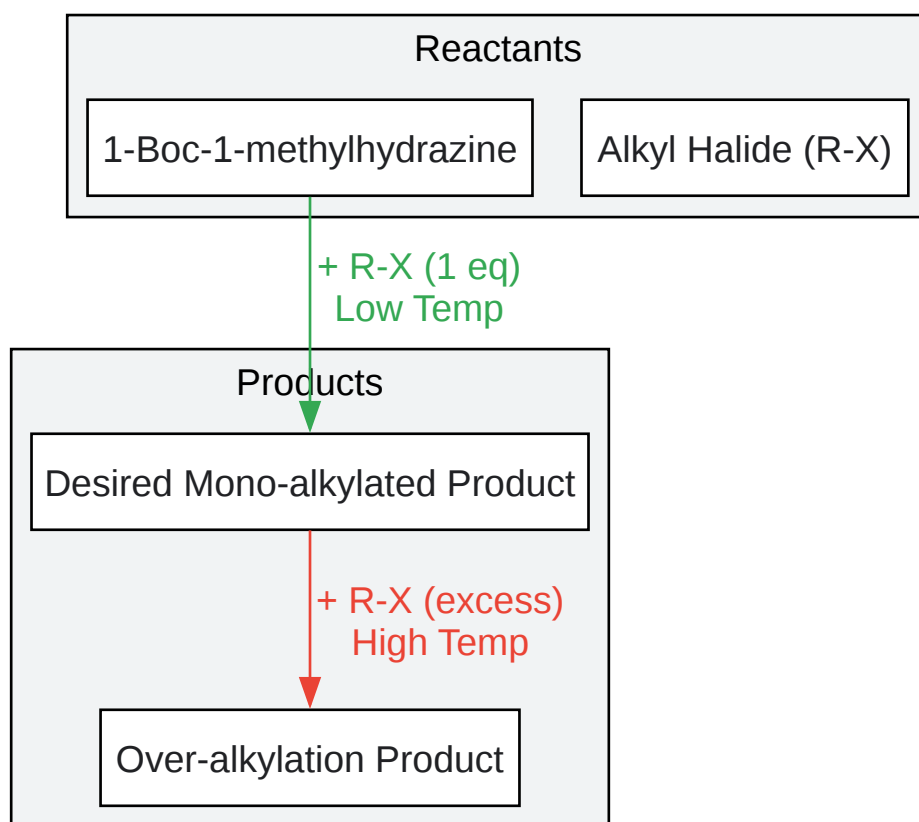 Reactants
1-Boc-1-methylhydrazine
Alkyl Halide (R-X)
+ R-X (1 eq)
Low Temp
Products
Desired Mono-alkylated Product
+ R-X (excess)
High Temp
Over-alkylation Product